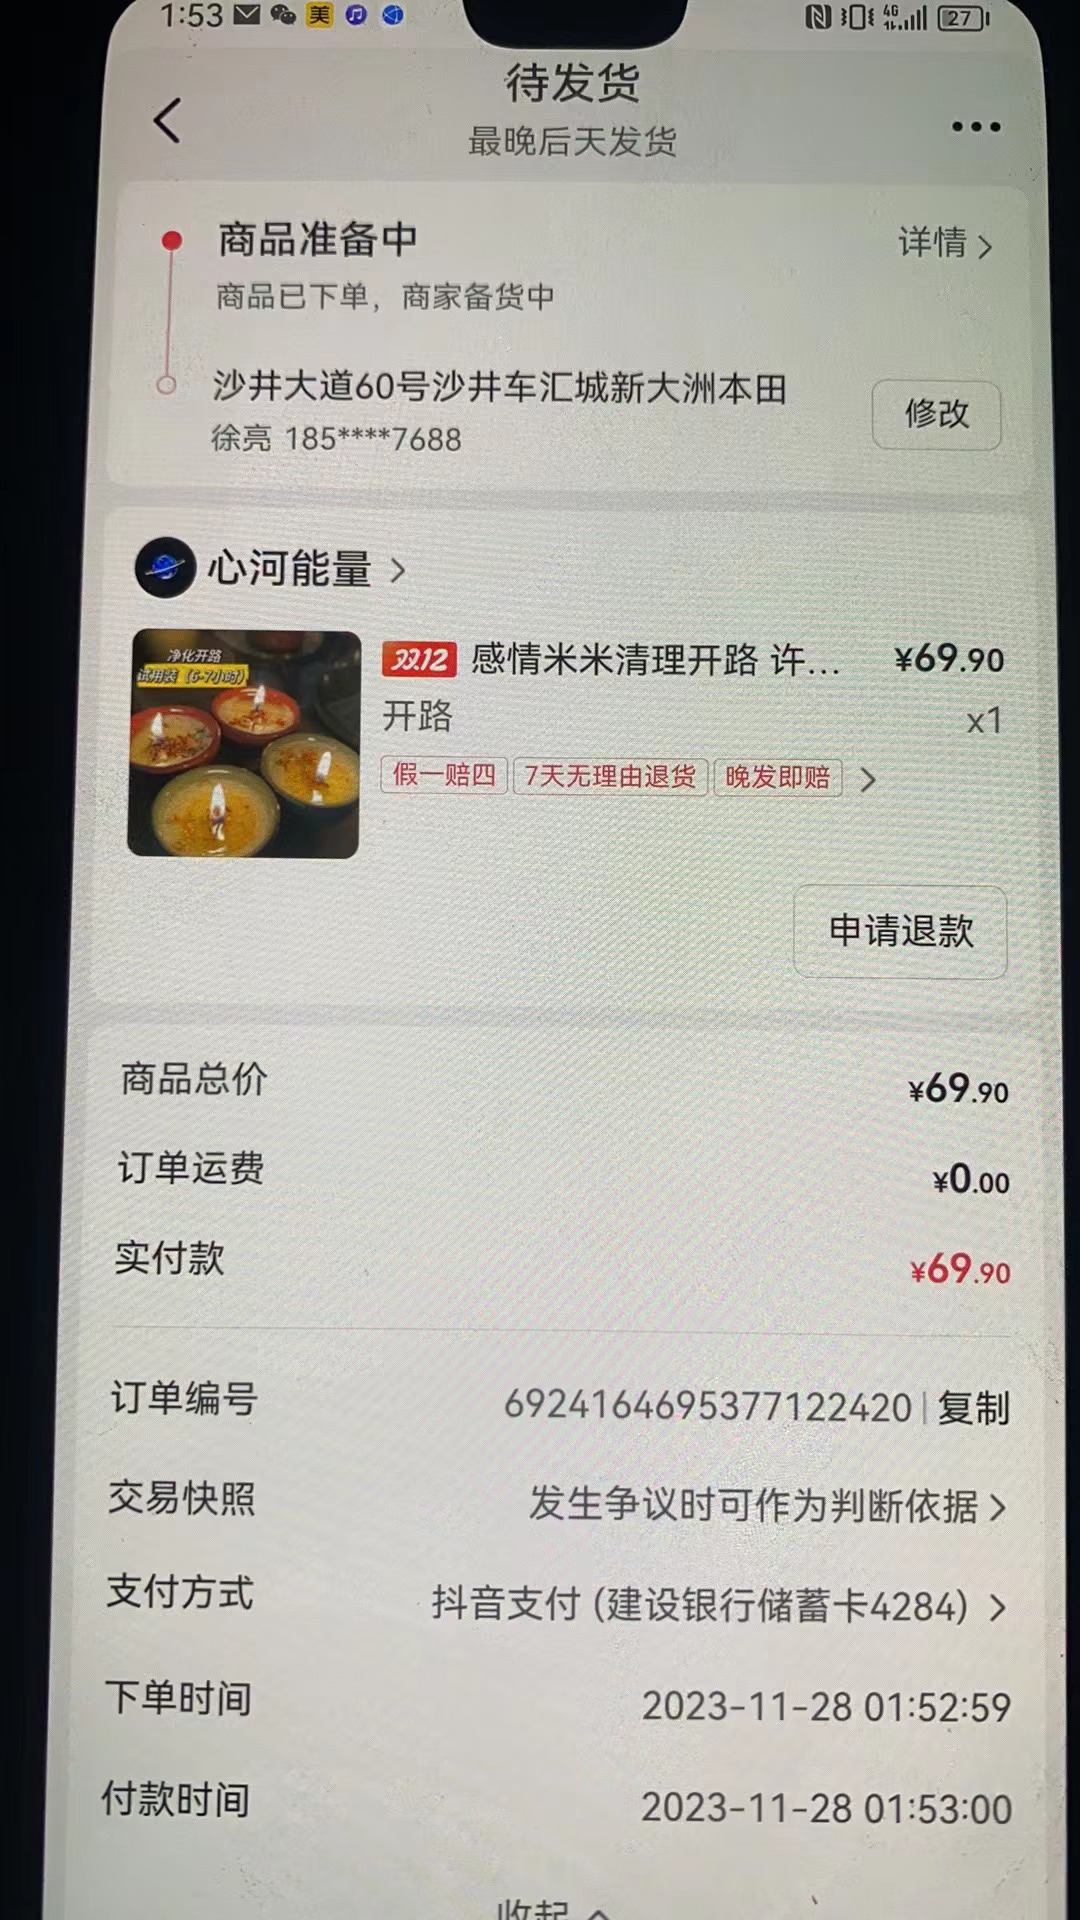 1:53 美 4G 27
待发货
最晚后天发货
商品准备中 详情
商品已下单，商家备货中
沙井大道60号沙井车汇城新大洲本田
徐亮 185****7688 修改
心河能量
净化开路
试用装（6-7小时）
双12 感情米米清理开路 许... ¥69.90
开路 x1
假一赔四 7天无理由退货 晚发即赔
申请退款
商品总价 ¥69.90
订单运费 ¥0.00
实付款 ¥69.90
订单编号 6924164695377122420|复制
交易快照 发生争议时可作为判断依据
支付方式 抖音支付 (建设银行储蓄卡4284)
下单时间 2023-11-28 01:52:59
付款时间 2023-11-28 01:53:00
收起